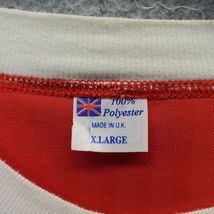 100%
Polyester
MADE IN U.K.
X.LARGE